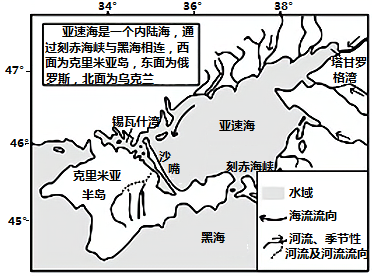 34°
36°
38°
亚速海是一个内陆海，通
过刻赤海峡与黑海相连，西
面为克里米亚岛，东面为俄
罗斯，北面为乌克兰
塔甘罗
格湾
47°
锡瓦什湾
亚速海
46°
沙
嘴
刻赤海峡
克里米亚
半岛
45°
黑海
水域
海流流向
河流、季节性
河流及河流流向